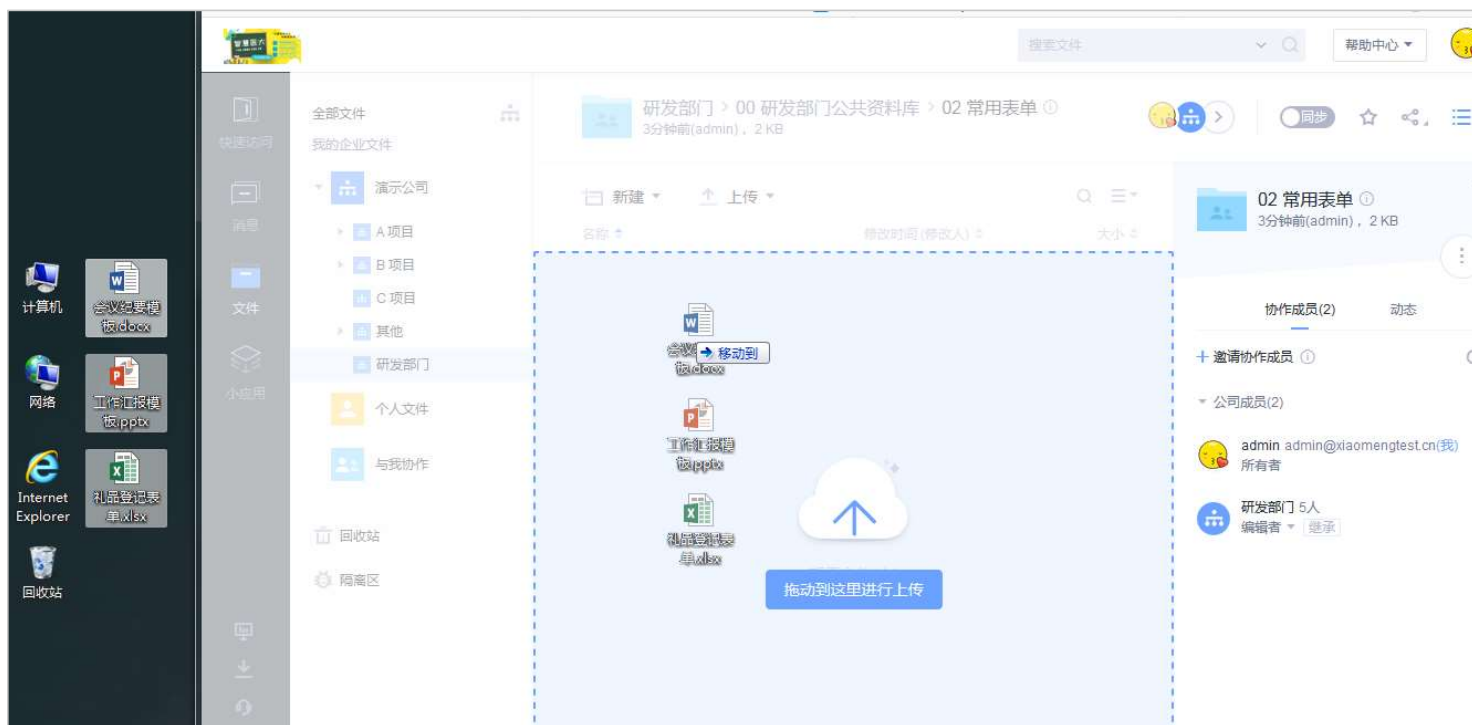 智慧医大
搜索文件
帮助中心
全部文件
研发部门 > 00 研发部门公共资料库 > 02 常用表单
3分钟前(admin)，2 KB
同步
快速访问
我的企业文件
演示公司
新建
上传
02 常用表单
3分钟前(admin)，2 KB
消息
A 项目
名称
修改时间(修改人)
大小
B 项目
计算机
会议纪要模
板.docx
文件
C 项目
协作成员(2)
动态
其他
移动到
板.docx
邀请协作成员
研发部门
网络
工作汇报模
板.pptx
小应用
个人文件
公司成员(2)
工作汇报模
板.pptx
admin admin@xiaomengtest.cn(我)
所有者
与我协作
Internet
Explorer
礼品登记表
单.xlsx
研发部门 5人
编辑者
继承
回收站
礼品登记表
单.xlsx
隔离区
拖动到这里进行上传
回收站